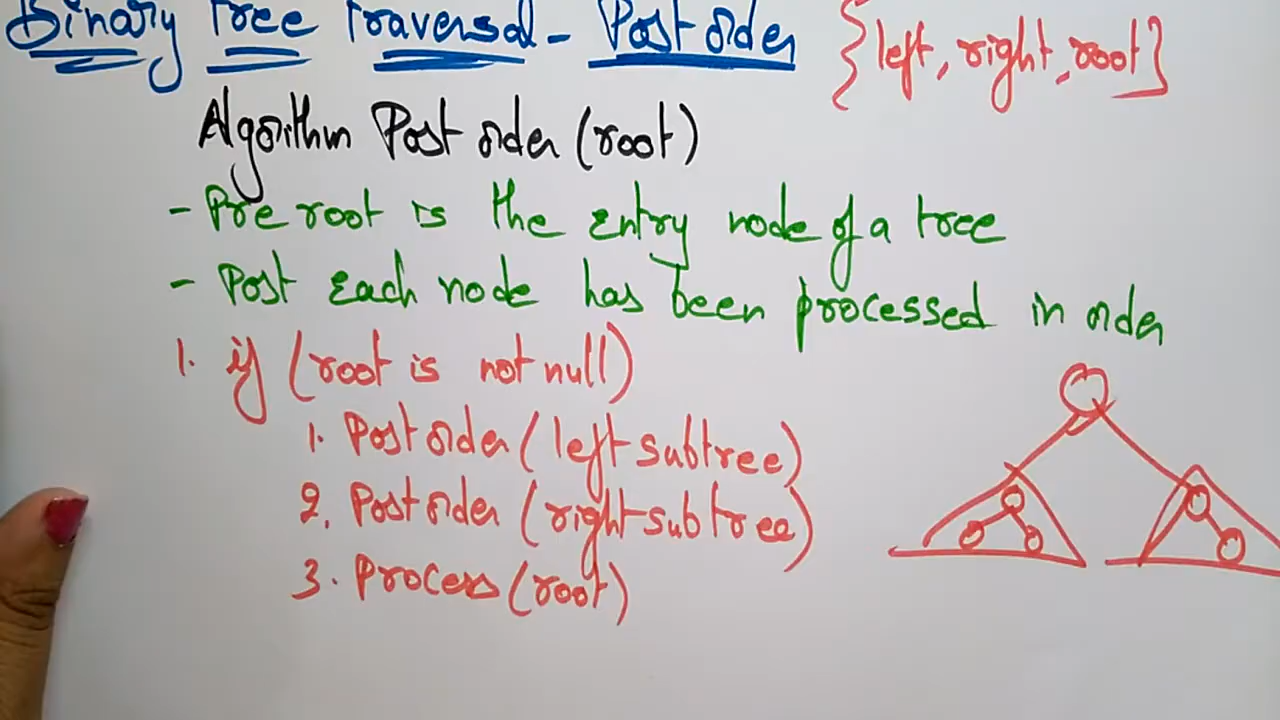 Binary Tree Traversal - Post order {left, right, root}
Algorithm Post order (root)
- Pre root is the entry node of a tree
- Post Each node has been processed in order
1. if (root is not null)
1. Post order (left subtree)
2. Post order (right subtree)
3. Process (root)